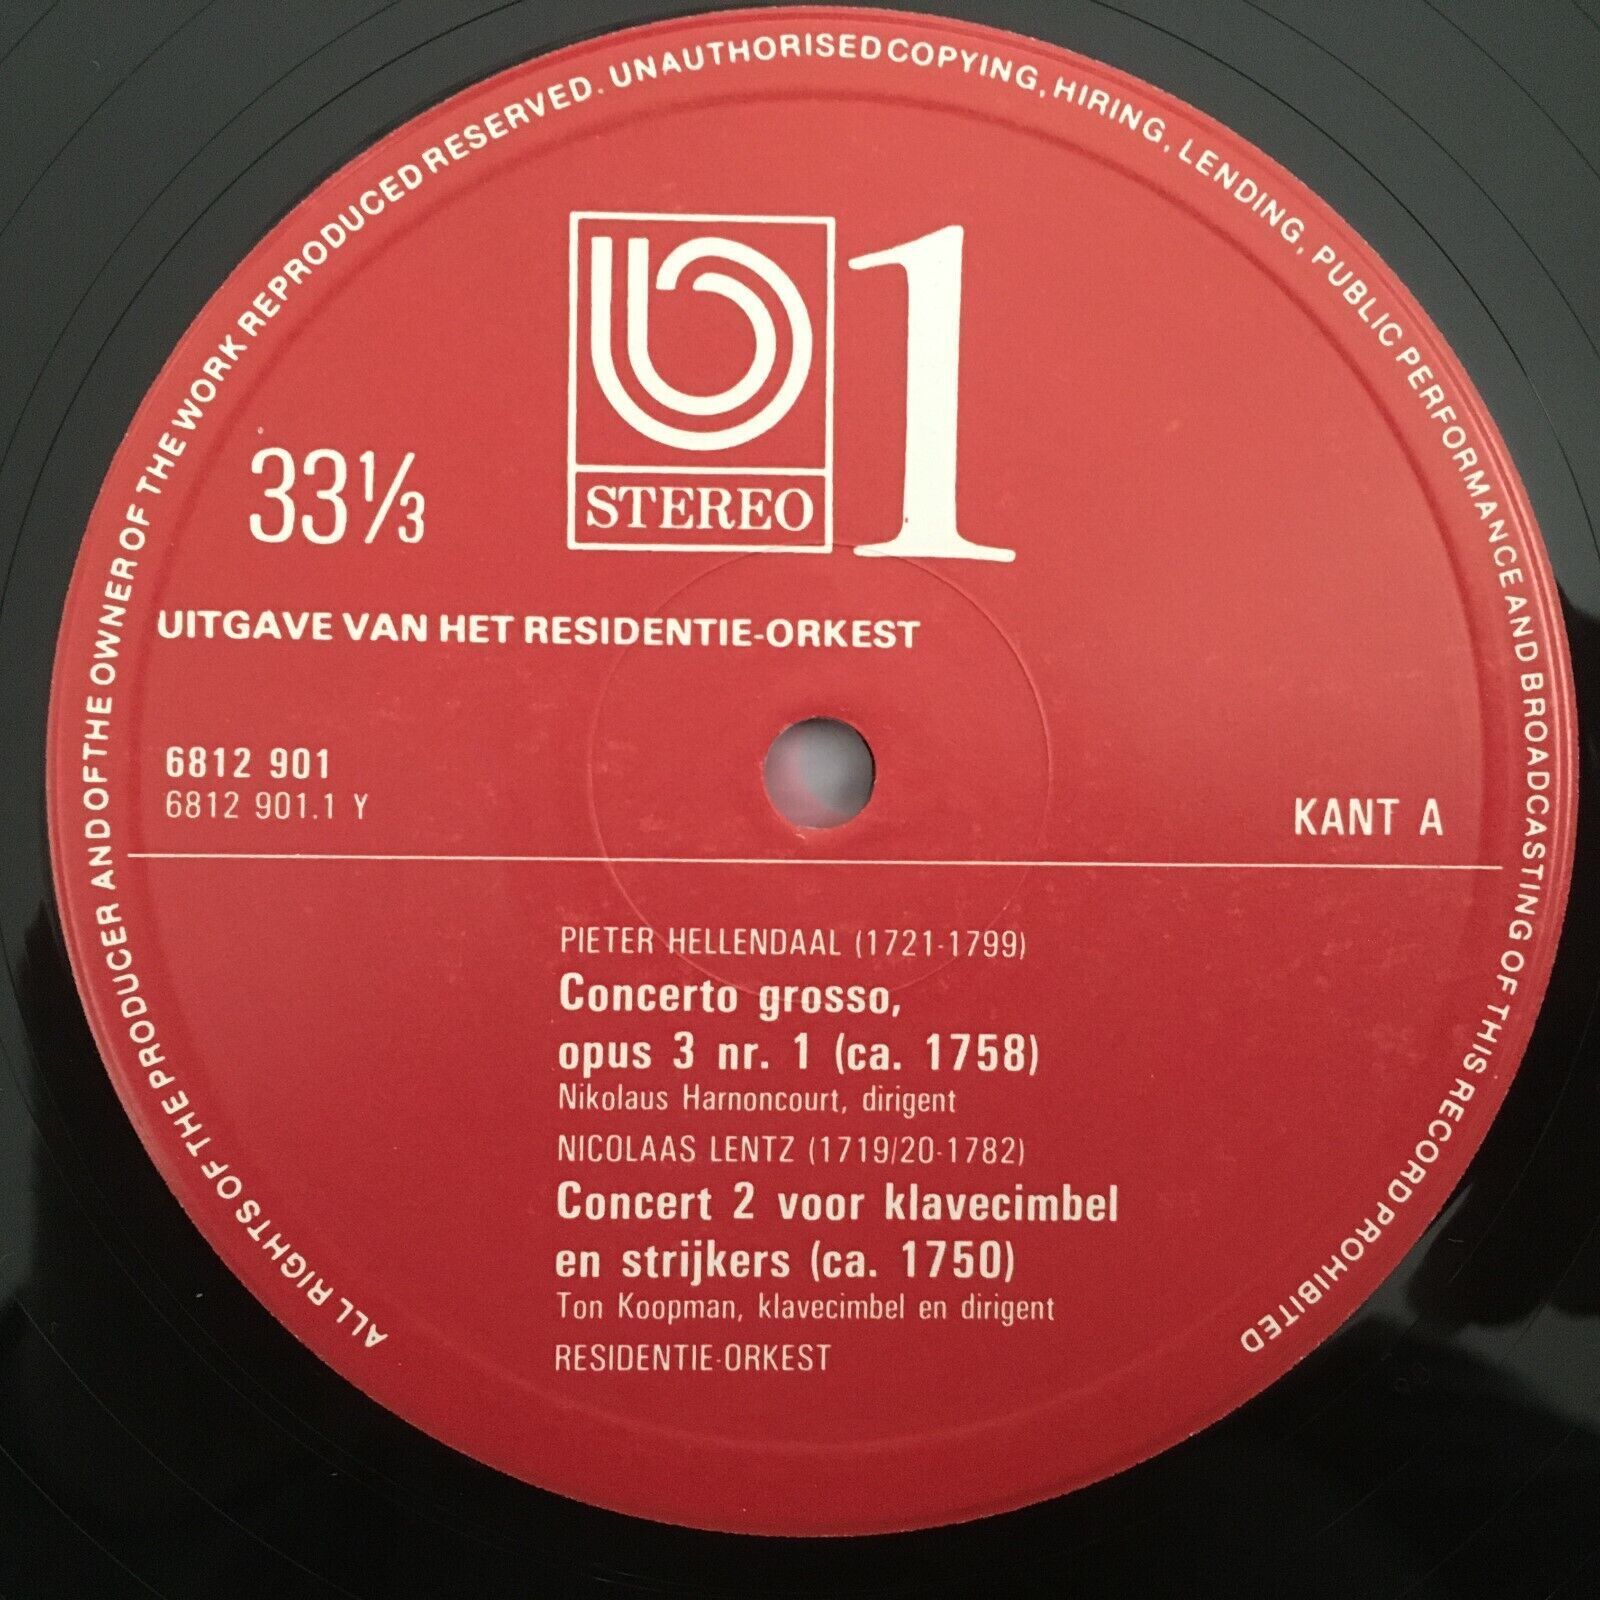 ALL RIGHTS OF THE PRODUCER AND OF THE OWNER OF THE WORK REPRODUCED RESERVED. UNAUTHORISED COPYING, HIRING, LENDING, PUBLIC PERFORMANCE AND BROADCASTING OF THIS RECORD PROHIBITED
1
STEREO
33⅓
UITGAVE VAN HET RESIDENTIE-ORKEST
6812 901
6812 901.1 Y
KANT A
PIETER HELLENDAAL (1721-1799)
Concerto grosso,
opus 3 nr. 1 (ca. 1758)
Nikolaus Harnoncourt, dirigent
NICOLAAS LENTZ (1719/20-1782)
Concert 2 voor klavecimbel
en strijkers (ca. 1750)
Ton Koopman, klavecimbel en dirigent
RESIDENTIE-ORKEST